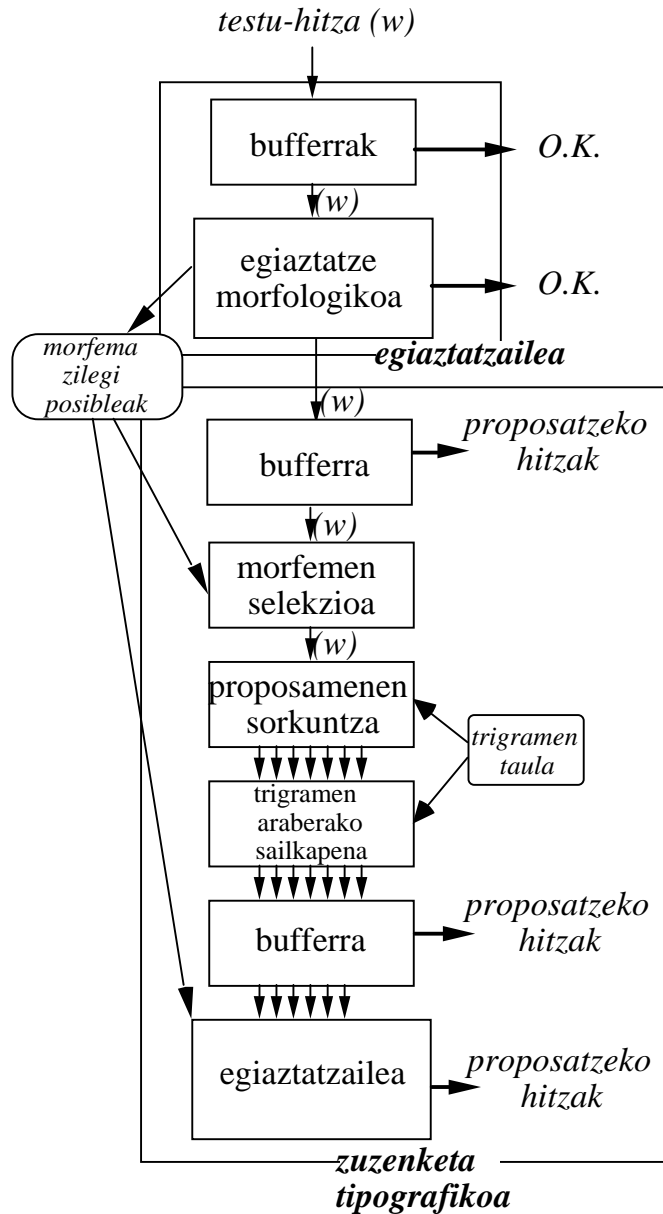 testu-hitza (w)
bufferrak
O.K.
(w)
egiaztatze
morfologikoa
O.K.
egiaztatzailea
morfema
zilegi
posibleak
(w)
bufferra
proposatzeko
hitzak
(w)
morfemen
selekzioa
(w)
proposamenen
sorkuntza
trigramen
taula
trigramen
araberako
sailkapena
bufferra
proposatzeko
hitzak
egiaztatzailea
proposatzeko
hitzak
zuzenketa
tipografikoa